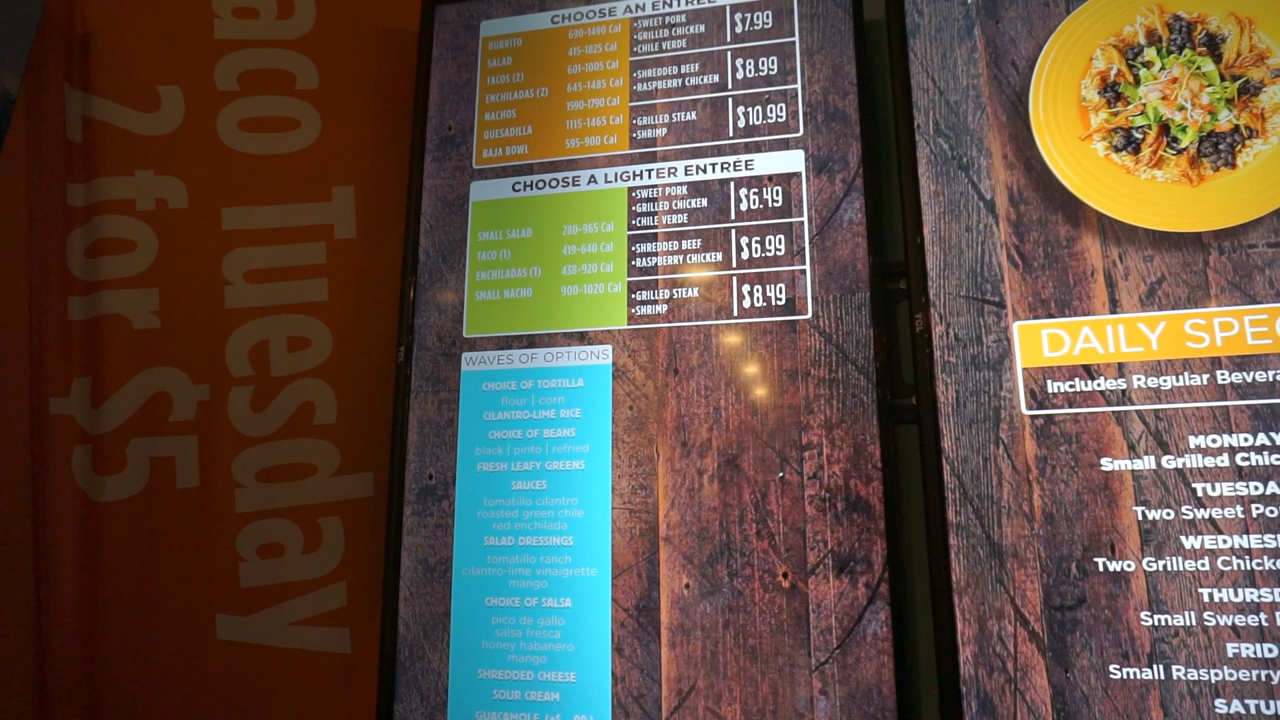 aco Tuesday
2 for $5
CHOOSE AN ENTRÉE
BURRITO 690-1490 Cal
SALAD 415-1825 Cal
TACOS (2) 601-1005 Cal
ENCHILADAS (2) 645-1485 Cal
NACHOS 1590-1790 Cal
QUESADILLA 1115-1465 Cal
BAJA BOWL 595-900 Cal
•SWEET PORK
•GRILLED CHICKEN
•CHILE VERDE
$7.99
•SHREDDED BEEF
•RASPBERRY CHICKEN
$8.99
•GRILLED STEAK
•SHRIMP
$10.99
CHOOSE A LIGHTER ENTRÉE
SMALL SALAD 280-965 Cal
TACO (1) 419-640 Cal
ENCHILADAS (1) 438-920 Cal
SMALL NACHO 900-1020 Cal
•SWEET PORK
•GRILLED CHICKEN
•CHILE VERDE
$6.49
•SHREDDED BEEF
•RASPBERRY CHICKEN
$6.99
•GRILLED STEAK
•SHRIMP
$8.49
WAVES OF OPTIONS
CHOICE OF TORTILLA
flour | corn
CILANTRO-LIME RICE
CHOICE OF BEANS
black | pinto | refried
FRESH LEAFY GREENS
SAUCES
tomatillo cilantro
roasted green chile
red enchilada
SALAD DRESSINGS
tomatillo ranch
cilantro-lime vinaigrette
mango
CHOICE OF SALSA
pico de gallo
salsa fresca
honey habanero
mango
SHREDDED CHEESE
SOUR CREAM
GUACAMOLE
TCL
TCL
DAILY SPE
Includes Regular Bevera
MONDAY
Small Grilled Chic
TUESDA
Two Sweet Po
WEDNES
Two Grilled Chick
THURSD
Small Sweet
FRID
Small Raspberry
SATU